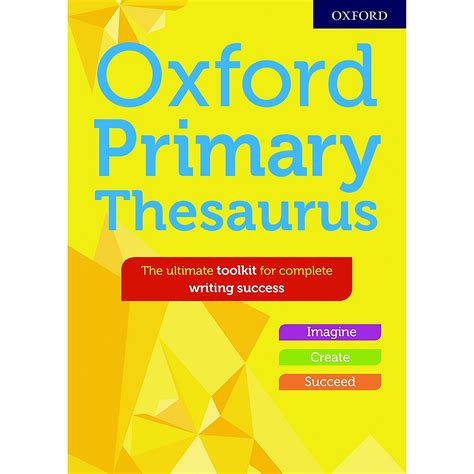 OXFORD
Oxford
Primary
Thesaurus
The ultimate toolkit for complete
writing success
Imagine
Create
Succeed